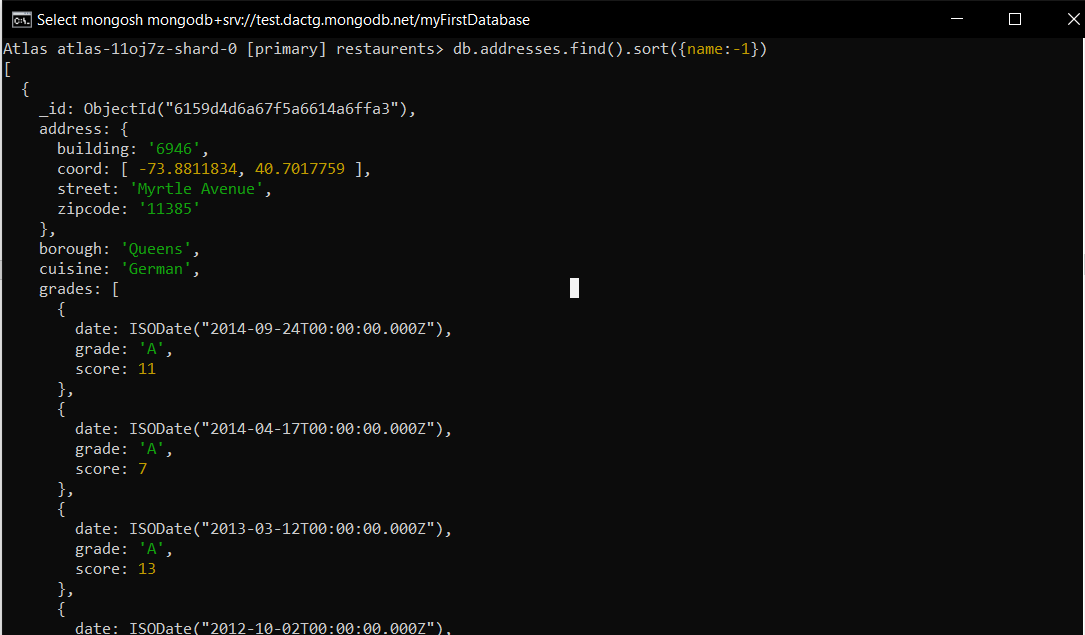 Select mongosh mongodb+srv://test.dactg.mongodb.net/myFirstDatabase
Atlas atlas-11oj7z-shard-0 [primary] restaurents> db.addresses.find().sort({name:-1})
[
  {
    _id: ObjectId("6159d4d6a67f5a6614a6ffa3"),
    address: {
      building: '6946',
      coord: [ -73.8811834, 40.7017759 ],
      street: 'Myrtle Avenue',
      zipcode: '11385'
    },
    borough: 'Queens',
    cuisine: 'German',
    grades: [
      {
        date: ISODate("2014-09-24T00:00:00.000Z"),
        grade: 'A',
        score: 11
      },
      {
        date: ISODate("2014-04-17T00:00:00.000Z"),
        grade: 'A',
        score: 7
      },
      {
        date: ISODate("2013-03-12T00:00:00.000Z"),
        grade: 'A',
        score: 13
      },
      {
        date: ISODate("2012-10-02T00:00:00.000Z"),